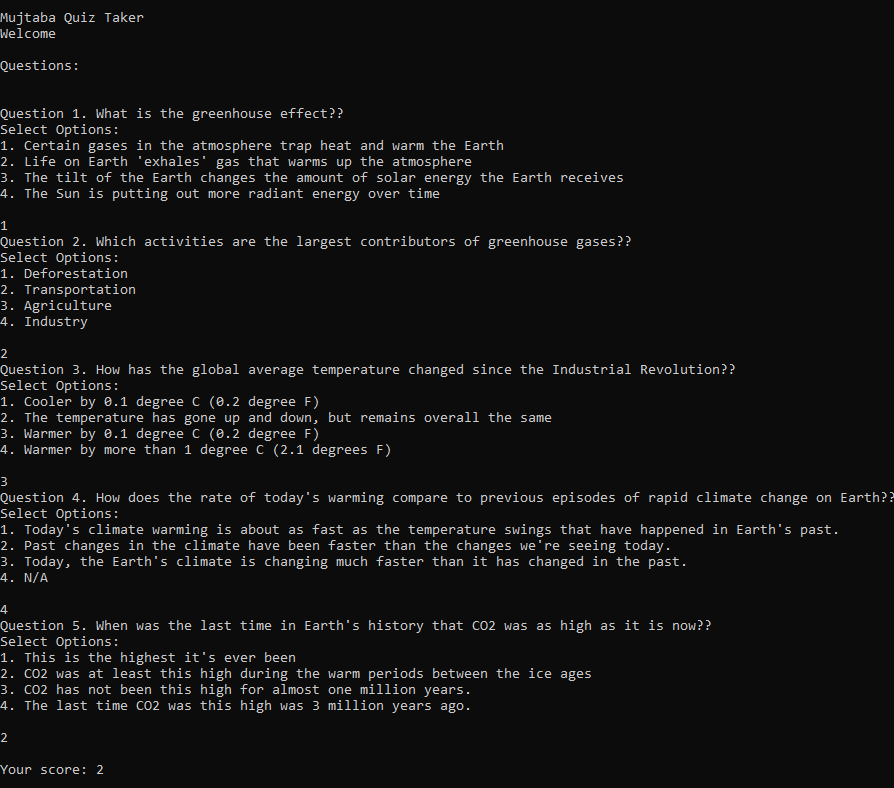 Mujtaba Quiz Taker
Welcome
Questions:
Question 1. What is the greenhouse effect??
Select Options:
1. Certain gases in the atmosphere trap heat and warm the Earth
2. Life on Earth 'exhales' gas that warms up the atmosphere
3. The tilt of the Earth changes the amount of solar energy the Earth receives
4. The Sun is putting out more radiant energy over time
1
Question 2. Which activities are the largest contributors of greenhouse gases??
Select Options:
1. Deforestation
2. Transportation
3. Agriculture
4. Industry
2
Question 3. How has the global average temperature changed since the Industrial Revolution??
Select Options:
1. Cooler by 0.1 degree C (0.2 degree F)
2. The temperature has gone up and down, but remains overall the same
3. Warmer by 0.1 degree C (0.2 degree F)
4. Warmer by more than 1 degree C (2.1 degrees F)
3
Question 4. How does the rate of today's warming compare to previous episodes of rapid climate change on Earth??
Select Options:
1. Today's climate warming is about as fast as the temperature swings that have happened in Earth's past.
2. Past changes in the climate have been faster than the changes we're seeing today.
3. Today, the Earth's climate is changing much faster than it has changed in the past.
4. N/A
4
Question 5. When was the last time in Earth's history that CO2 was as high as it is now??
Select Options:
1. This is the highest it's ever been
2. CO2 was at least this high during the warm periods between the ice ages
3. CO2 has not been this high for almost one million years.
4. The last time CO2 was this high was 3 million years ago.
2
Your score: 2